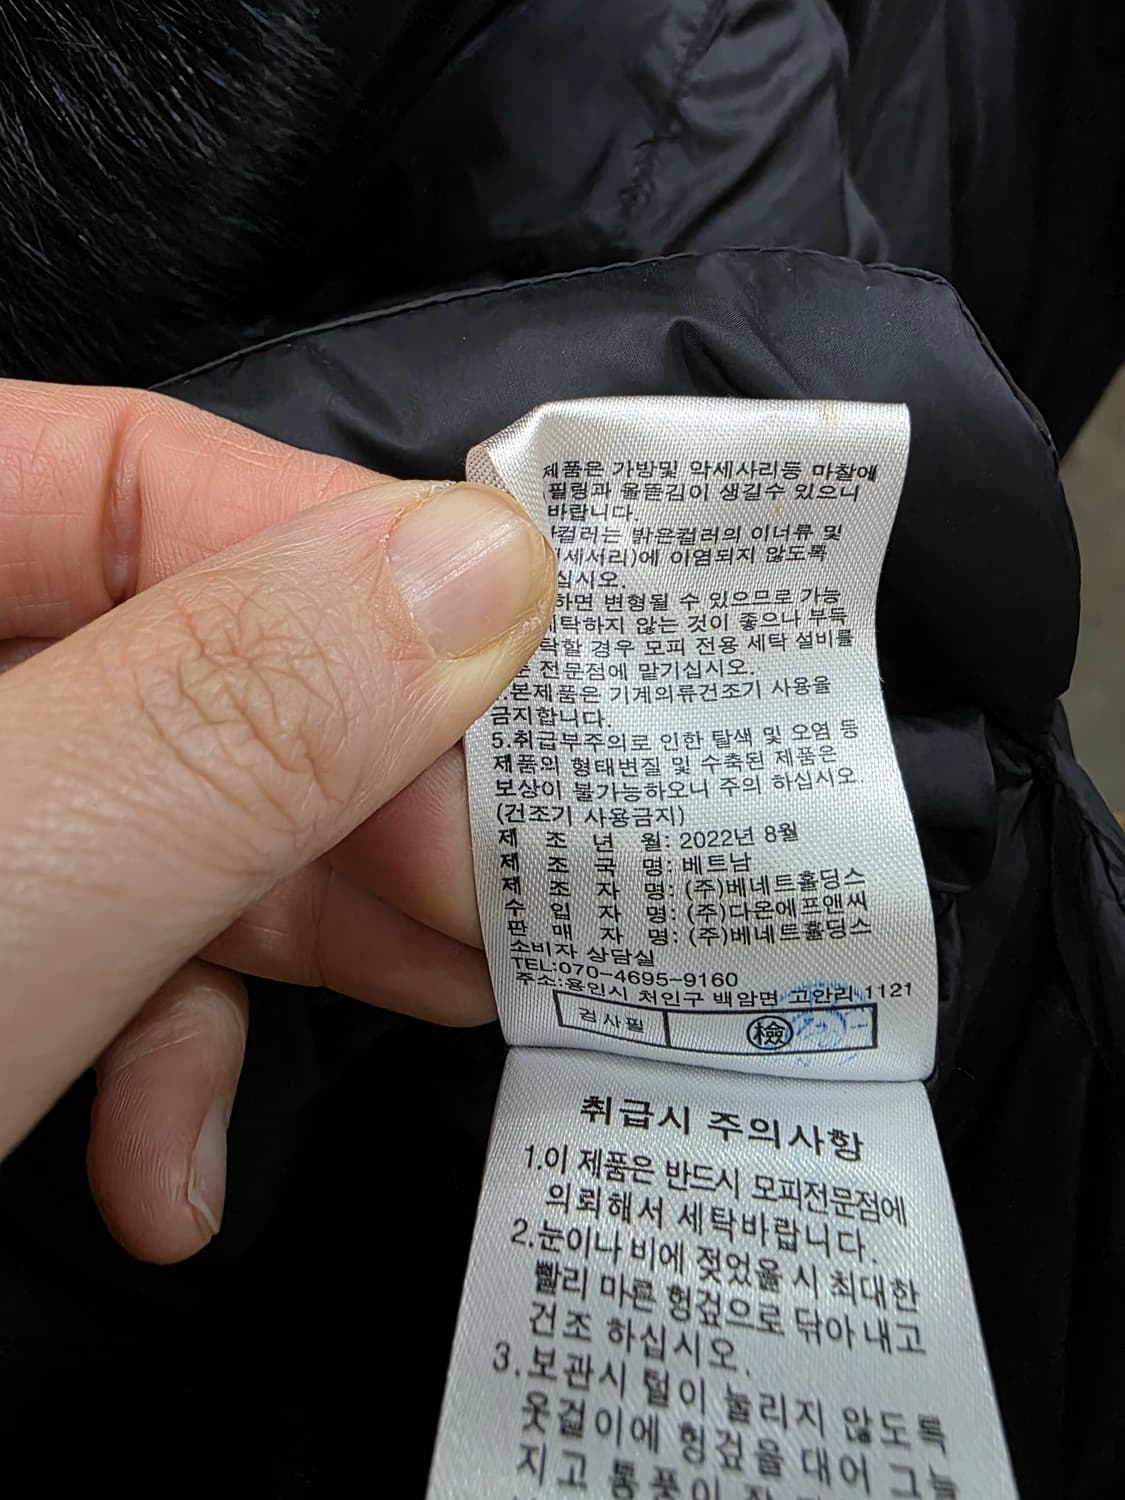 제품은 가방및 악세사리등 마찰에
필링과 올뜯김이 생길수 있으니
바랍니다.
컬러는 밝은컬러의 이너류 및
세서리)에 이염되지 않도록
십시오.
하면 변형될 수 있으므로 가능
탁하지 않는 것이 좋으나 부득
탁할 경우 모피 전용 세탁 설비를
전문점에 맡기십시오.
.본제품은 기계의류건조기 사용을
금지합니다.
5.취급부주의로 인한 탈색 및 오염 등
제품의 형태변질 및 수축된 제품은
보상이 불가능하오니 주의 하십시오.
(건조기 사용금지)
제 조 년 월: 2022년 8월
제 조 국 명: 베트남
제 조 자 명: (주)베네트홀딩스
수 입 자 명: (주)다온에프앤씨
판 매 자 명: (주)베네트홀딩스
소비자 상담실
TEL:070-4695-9160
주소:용인시 처인구 백암면 고안리 1121
검사필 檢
취급시 주의사항
1.이 제품은 반드시 모피전문점에
의뢰해서 세탁바랍니다.
2.눈이나 비에 젖었을 시 최대한
빨리 마른 헝겊으로 닦아 내고
건조 하십시오.
3.보관시 털이 눌리지 않도록
옷걸이에 헝겊을 대어 그늘
지고 통풍이